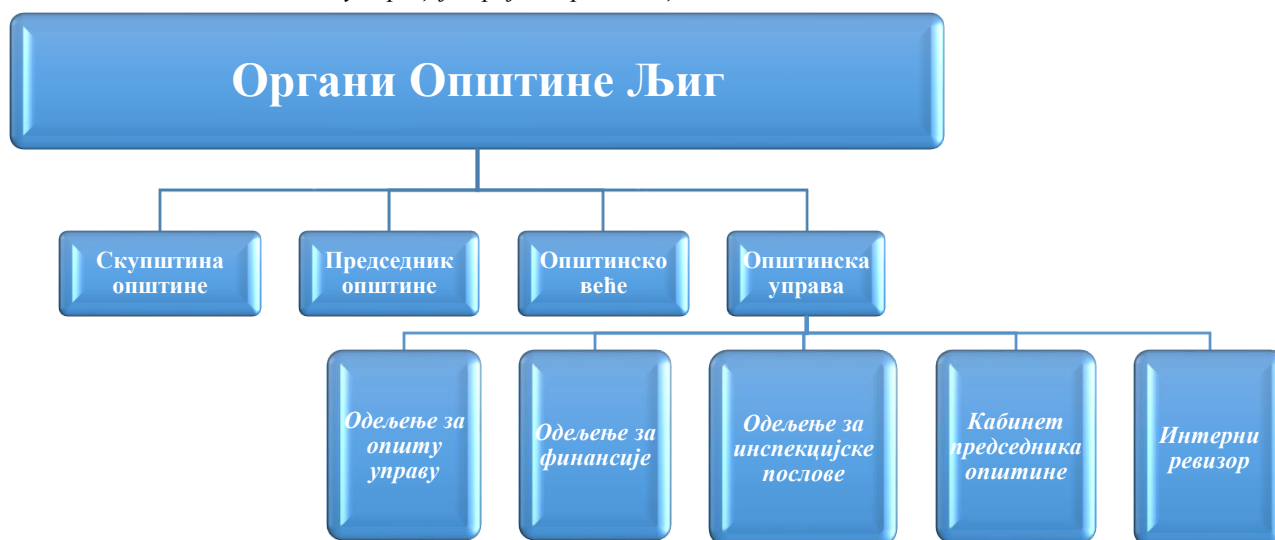 Органи Општине Љиг
Скупштина
општине
Председник
општине
Општинско
веће
Општинска
управа
Одељење за
општу
управу
Одељење за
финансије
Одељење за
инспекцијске
послове
Кабинет
председника
општине
Интерни
ревизор